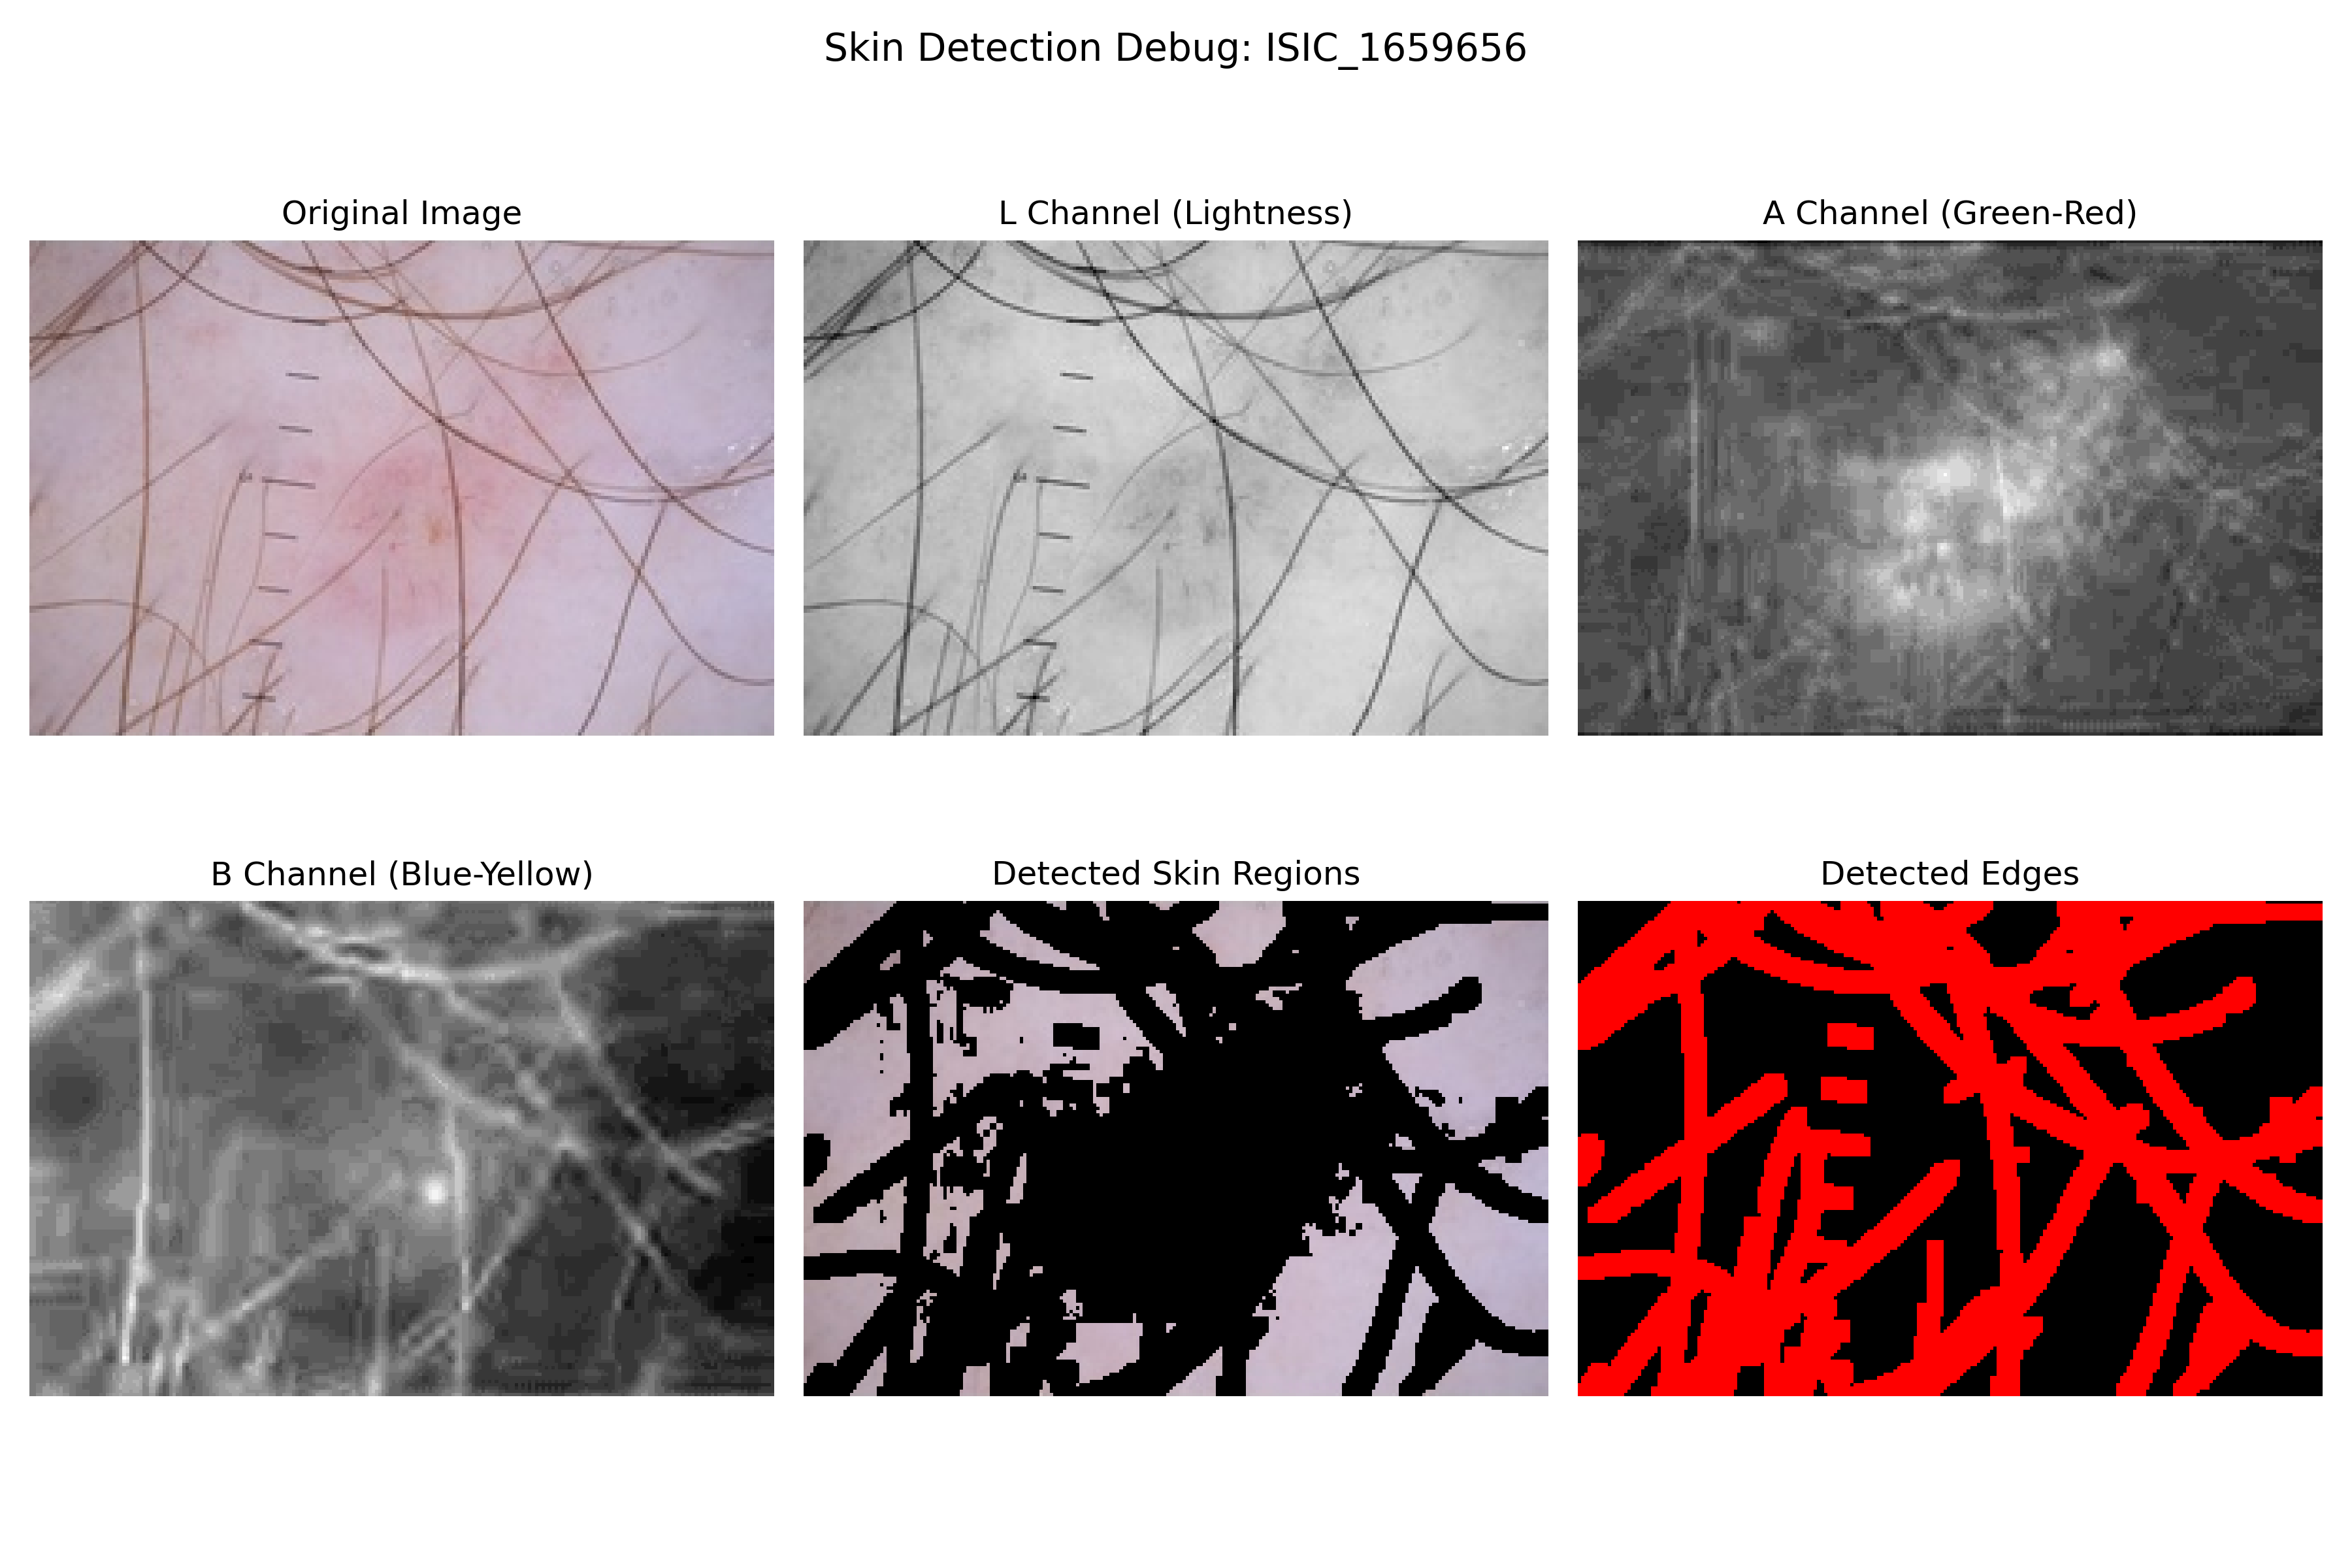 Skin Detection Debug: ISIC_1659656
Original Image
L Channel (Lightness)
A Channel (Green-Red)
B Channel (Blue-Yellow)
Detected Skin Regions
Detected Edges